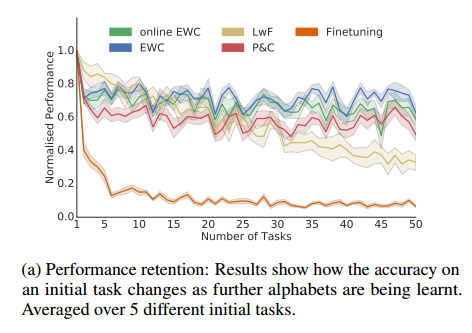 online EWC LwF Finetuning
EWC P&C
Normalised Performance
1.0
0.8
0.6
0.4
0.2
0.0
1 5 10 15 20 25 30 35 40 45 50
Number of Tasks
(a) Performance retention: Results show how the accuracy on
an initial task changes as further alphabets are being learnt.
Averaged over 5 different initial tasks.